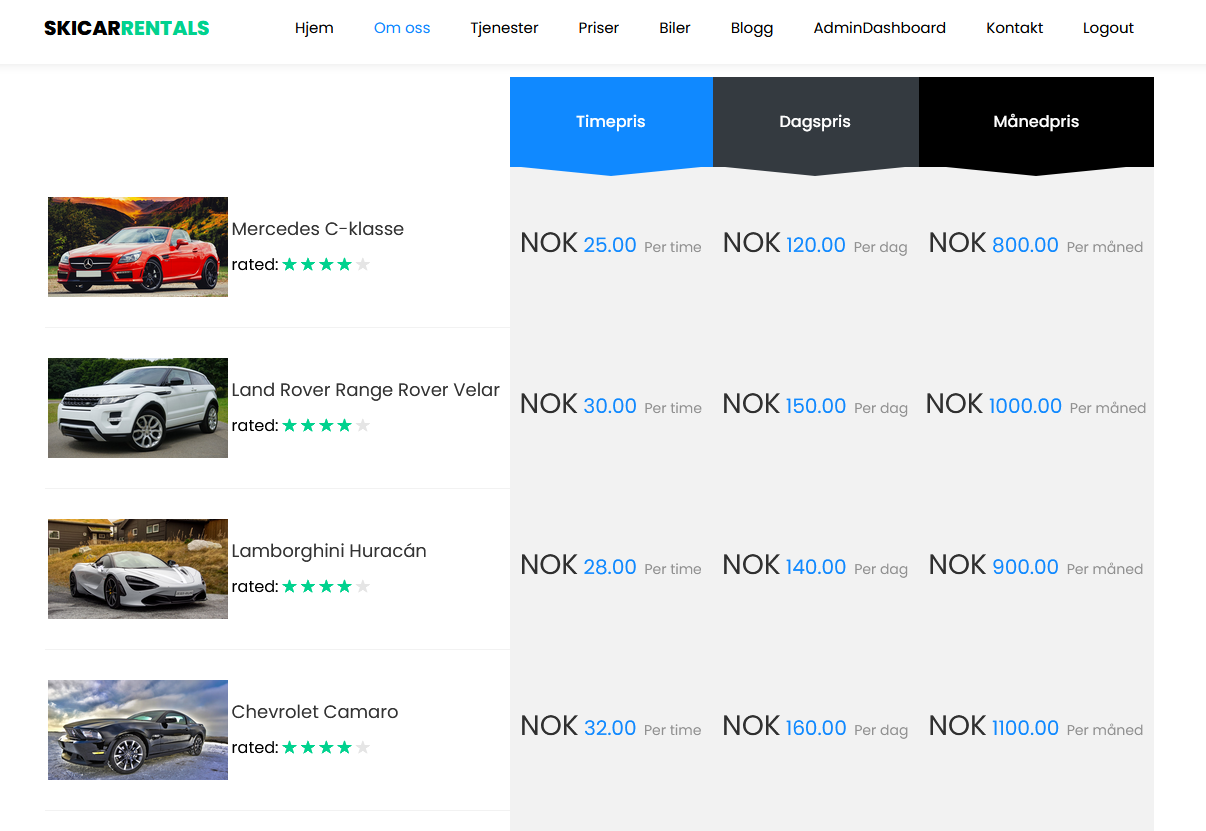 SKICARRENTALS Hjem Om oss Tjenester Priser Biler Blogg AdminDashboard Kontakt Logout
Timepris Dagspris Månedpris
Mercedes C-klasse
rated:
NOK 25.00 Per time NOK 120.00 Per dag NOK 800.00 Per måned
Land Rover Range Rover Velar
rated:
NOK 30.00 Per time NOK 150.00 Per dag NOK 1000.00 Per måned
Lamborghini Huracán
rated:
NOK 28.00 Per time NOK 140.00 Per dag NOK 900.00 Per måned
Chevrolet Camaro
rated:
NOK 32.00 Per time NOK 160.00 Per dag NOK 1100.00 Per måned